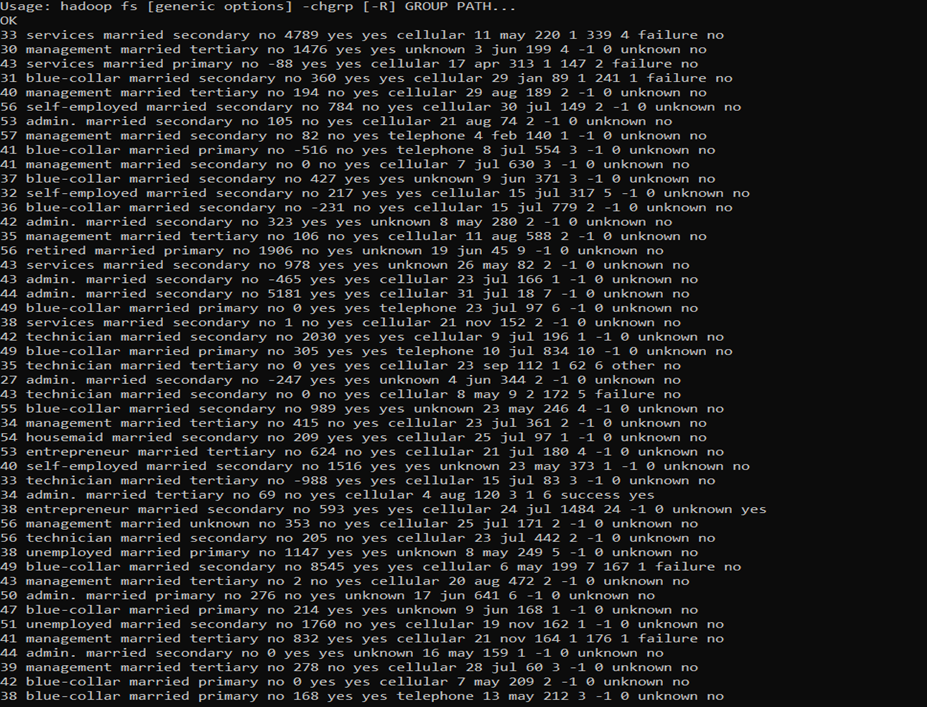 Usage: hadoop fs [generic options] -chgrp [-R] GROUP PATH...
OK
33 services married secondary no 4789 yes yes cellular 11 may 220 1 339 4 failure no
30 management married tertiary no 1476 yes yes unknown 3 jun 199 4 -1 0 unknown no
43 services married primary no -88 yes yes cellular 17 apr 313 1 147 2 failure no
31 blue-collar married secondary no 360 yes yes cellular 29 jan 89 1 241 1 failure no
40 management married tertiary no 194 no yes cellular 29 aug 189 2 -1 0 unknown no
56 self-employed married secondary no 784 no yes cellular 30 jul 149 2 -1 0 unknown no
53 admin. married secondary no 105 no yes cellular 21 aug 74 2 -1 0 unknown no
57 management married secondary no 82 no yes telephone 4 feb 140 1 -1 0 unknown no
41 blue-collar married primary no -516 no yes telephone 8 jul 554 3 -1 0 unknown no
41 management married secondary no 0 no yes cellular 7 jul 630 3 -1 0 unknown no
37 blue-collar married secondary no 427 yes yes unknown 9 jun 371 3 -1 0 unknown no
32 self-employed married secondary no 217 yes yes cellular 15 jul 317 5 -1 0 unknown no
36 blue-collar married secondary no -231 no yes cellular 15 jul 779 2 -1 0 unknown no
42 admin. married secondary no 323 yes yes unknown 8 may 280 2 -1 0 unknown no
35 management married tertiary no 106 no yes cellular 11 aug 588 2 -1 0 unknown no
56 retired married primary no 1906 no yes unknown 19 jun 45 9 -1 0 unknown no
43 services married secondary no 978 yes yes unknown 26 may 82 2 -1 0 unknown no
43 admin. married secondary no -465 yes yes cellular 23 jul 166 1 -1 0 unknown no
44 admin. married secondary no 5181 yes yes cellular 31 jul 18 7 -1 0 unknown no
49 blue-collar married primary no 0 yes yes telephone 23 jul 97 6 -1 0 unknown no
38 services married secondary no 1 no yes cellular 21 nov 152 2 -1 0 unknown no
42 technician married secondary no 2030 yes yes cellular 9 jul 196 1 -1 0 unknown no
49 blue-collar married primary no 305 yes yes telephone 10 jul 834 10 -1 0 unknown no
35 technician married tertiary no 0 yes yes cellular 23 sep 112 1 62 6 other no
27 admin. married secondary no -247 yes yes unknown 4 jun 344 2 -1 0 unknown no
43 technician married secondary no 0 no yes cellular 8 may 9 2 172 5 failure no
55 blue-collar married secondary no 989 yes yes unknown 23 may 246 4 -1 0 unknown no
34 management married tertiary no 415 no yes cellular 23 jul 361 2 -1 0 unknown no
54 housemaid married secondary no 209 yes yes cellular 25 jul 97 1 -1 0 unknown no
53 entrepreneur married tertiary no 624 no yes cellular 21 jul 180 4 -1 0 unknown no
40 self-employed married secondary no 1516 yes yes unknown 23 may 373 1 -1 0 unknown no
33 technician married tertiary no -988 yes yes cellular 15 jul 83 3 -1 0 unknown no
34 admin. married tertiary no 69 no yes cellular 4 aug 120 3 1 6 success yes
38 entrepreneur married secondary no 593 yes yes cellular 24 jul 1484 24 -1 0 unknown yes
56 management married unknown no 353 no yes cellular 25 jul 171 2 -1 0 unknown no
56 technician married secondary no 205 no yes cellular 23 jul 442 2 -1 0 unknown no
38 unemployed married primary no 1147 yes yes unknown 8 may 249 5 -1 0 unknown no
49 blue-collar married secondary no 8545 yes yes cellular 6 may 199 7 167 1 failure no
43 management married tertiary no 2 no yes cellular 20 aug 472 2 -1 0 unknown no
50 admin. married primary no 276 no yes unknown 17 jun 641 6 -1 0 unknown no
47 blue-collar married primary no 214 yes yes unknown 9 jun 168 1 -1 0 unknown no
51 unemployed married secondary no 1760 no yes cellular 19 nov 162 1 -1 0 unknown no
41 management married tertiary no 832 yes yes cellular 21 nov 164 1 176 1 failure no
44 admin. married secondary no 0 yes yes unknown 16 may 159 1 -1 0 unknown no
39 management married tertiary no 278 no yes cellular 28 jul 60 3 -1 0 unknown no
42 blue-collar married primary no 0 yes yes cellular 7 may 209 2 -1 0 unknown no
38 blue-collar married primary no 168 yes yes telephone 13 may 212 3 -1 0 unknown no